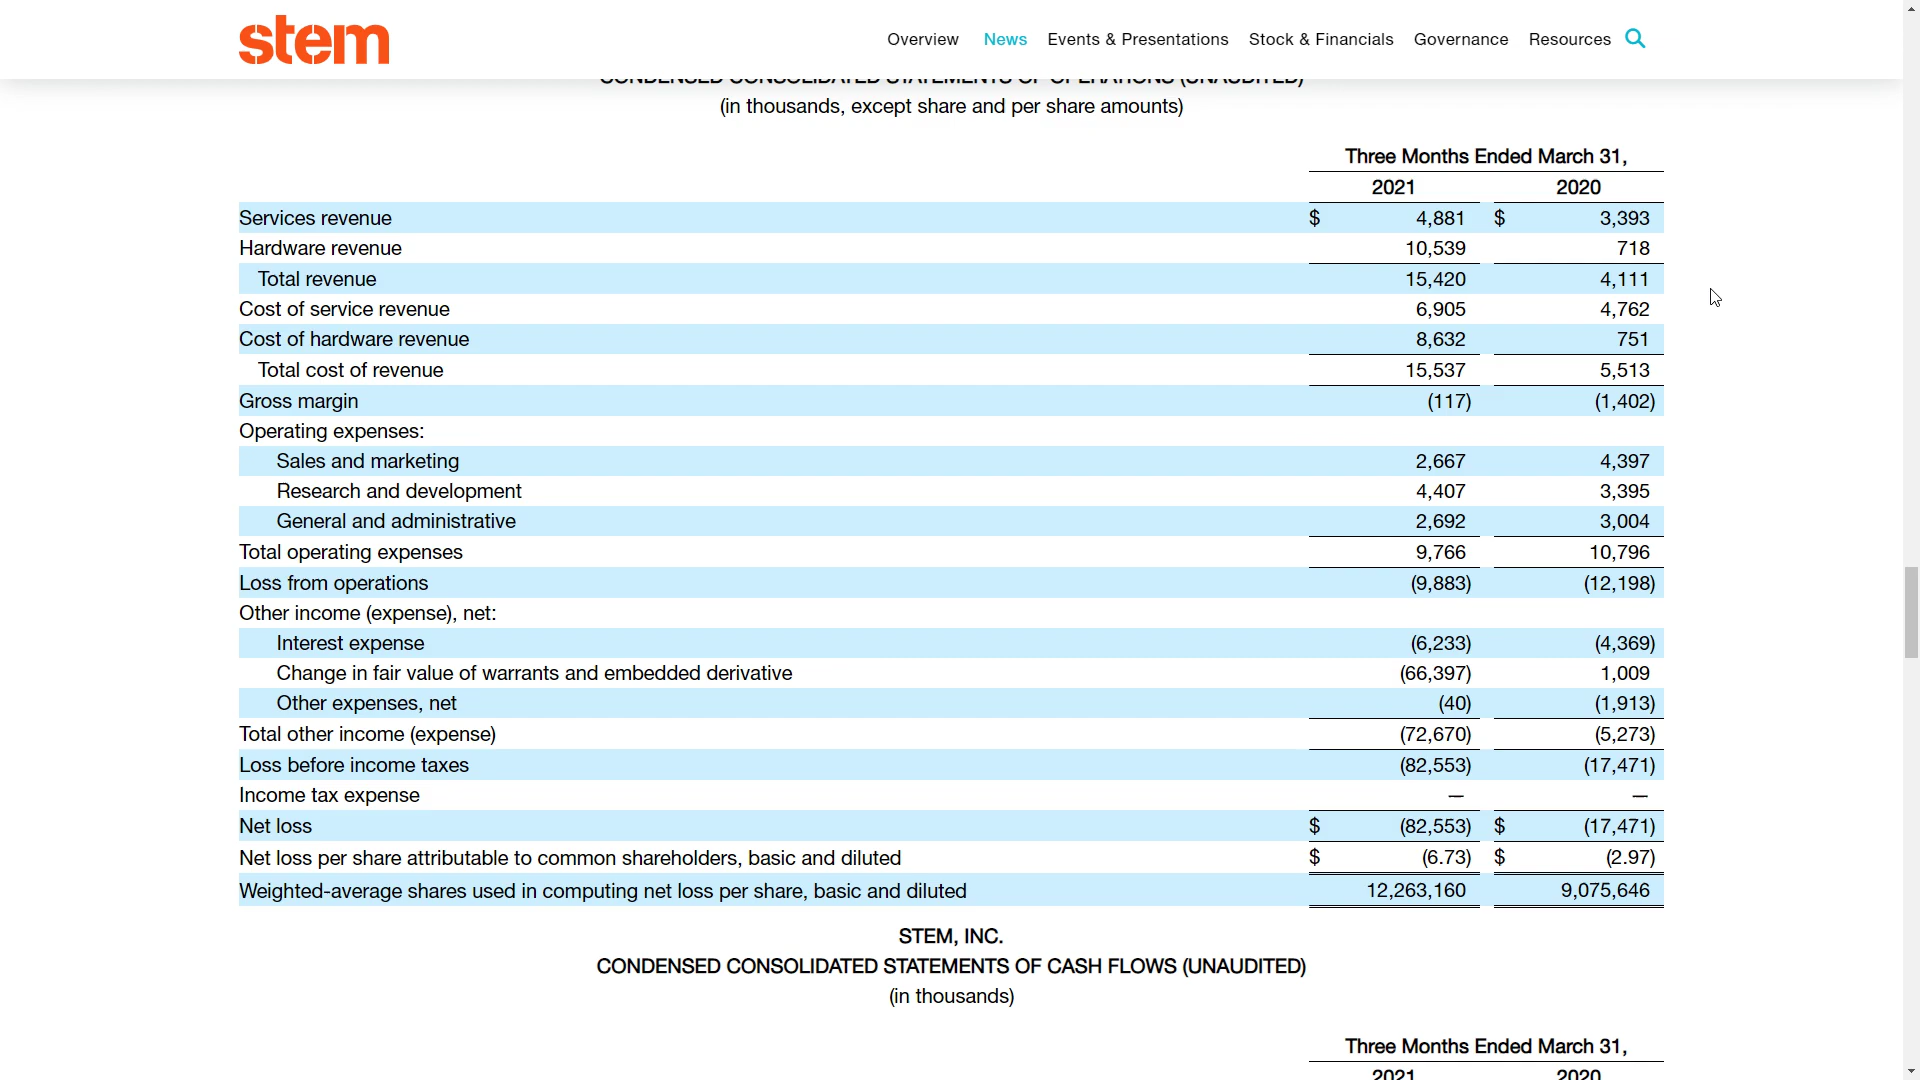 stem
Overview News Events & Presentations Stock & Financials Governance Resources
CONDENSED CONSOLIDATED STATEMENTS OF OPERATIONS (UNAUDITED)
(in thousands, except share and per share amounts)
Three Months Ended March 31,
2021 2020
Services revenue $ 4,881 $ 3,393
Hardware revenue 10,539 718
Total revenue 15,420 4,111
Cost of service revenue 6,905 4,762
Cost of hardware revenue 8,632 751
Total cost of revenue 15,537 5,513
Gross margin (117) (1,402)
Operating expenses:
Sales and marketing 2,667 4,397
Research and development 4,407 3,395
General and administrative 2,692 3,004
Total operating expenses 9,766 10,796
Loss from operations (9,883) (12,198)
Other income (expense), net:
Interest expense (6,233) (4,369)
Change in fair value of warrants and embedded derivative (66,397) 1,009
Other expenses, net (40) (1,913)
Total other income (expense) (72,670) (5,273)
Loss before income taxes (82,553) (17,471)
Income tax expense — —
Net loss $ (82,553) $ (17,471)
Net loss per share attributable to common shareholders, basic and diluted $ (6.73) $ (2.97)
Weighted-average shares used in computing net loss per share, basic and diluted 12,263,160 9,075,646
STEM, INC.
CONDENSED CONSOLIDATED STATEMENTS OF CASH FLOWS (UNAUDITED)
(in thousands)
Three Months Ended March 31,
2021 2020